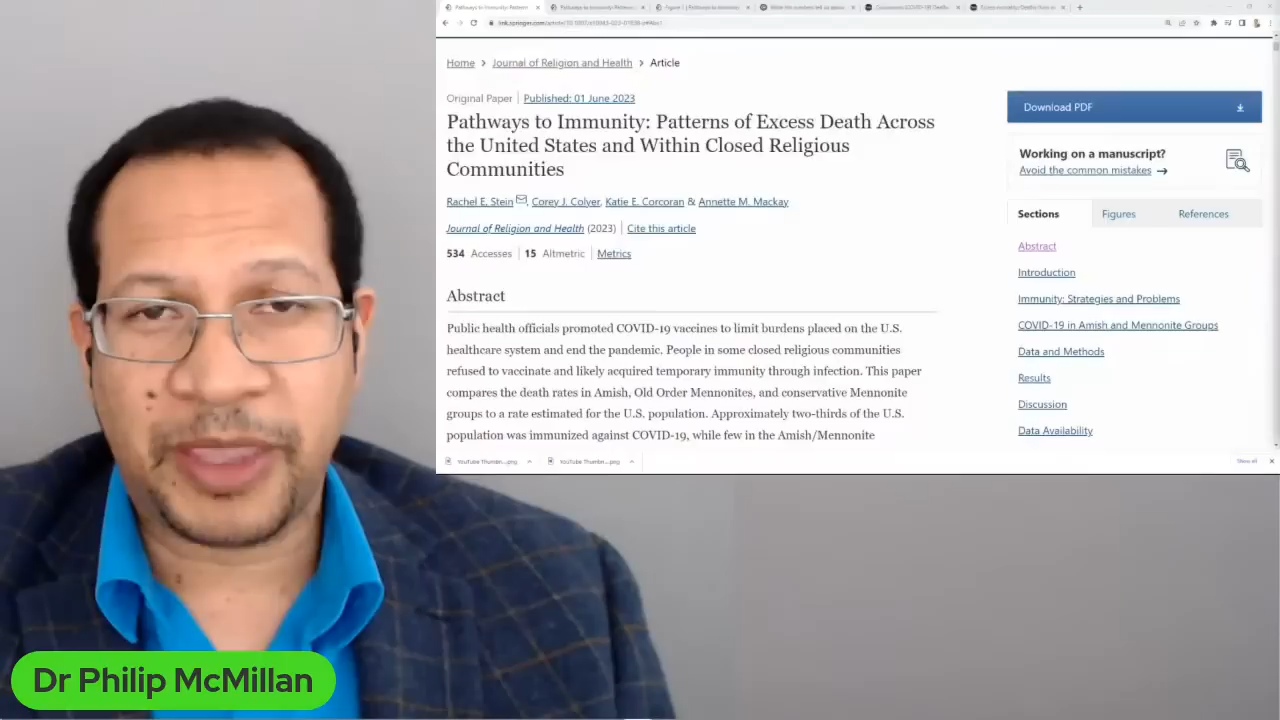 Home > Journal of Religion and Health > Article
Original Paper | Published: 01 June 2023
Pathways to Immunity: Patterns of Excess Death Across
the United States and Within Closed Religious
Communities
Rachel E. Stein, Corey J. Colyer, Katie E. Corcoran & Annette M. Mackay
Journal of Religion and Health (2023) | Cite this article
534 Accesses | 15 Altmetric | Metrics
Abstract
Public health officials promoted COVID-19 vaccines to limit burdens placed on the U.S.
healthcare system and end the pandemic. People in some closed religious communities
refused to vaccinate and likely acquired temporary immunity through infection. This paper
compares the death rates in Amish, Old Order Mennonites, and conservative Mennonite
groups to a rate estimated for the U.S. population. Approximately two-thirds of the U.S.
population was immunized against COVID-19, while few in the Amish/Mennonite
Download PDF
Working on a manuscript?
Avoid the common mistakes →
Sections
Figures
References
Abstract
Introduction
Immunity: Strategies and Problems
COVID-19 in Amish and Mennonite Groups
Data and Methods
Results
Discussion
Data Availability
YouTube Thumbn....png
YouTube Thumbn....png
Show all
Dr Philip McMillan